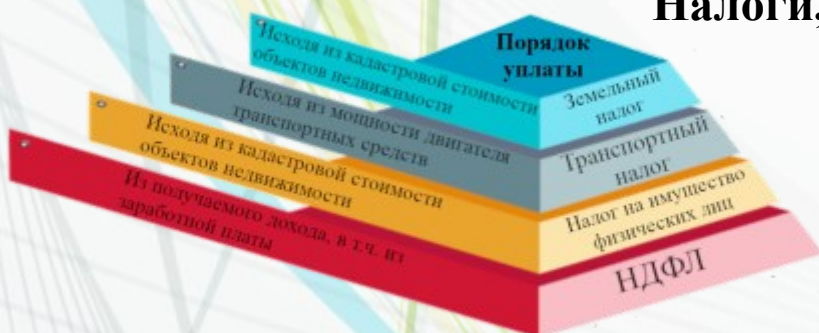 Налоги,
Порядок
уплаты
Исходя из кадастровой стоимости
объектов недвижимости
Земельный
налог
Исходя из мощности двигателя
транспортных средств
Транспортный
налог
Исходя из кадастровой стоимости
объектов недвижимости
Налог на имущество
физических лиц
Из получаемого дохода, в т.ч. из
заработной платы
НДФЛ